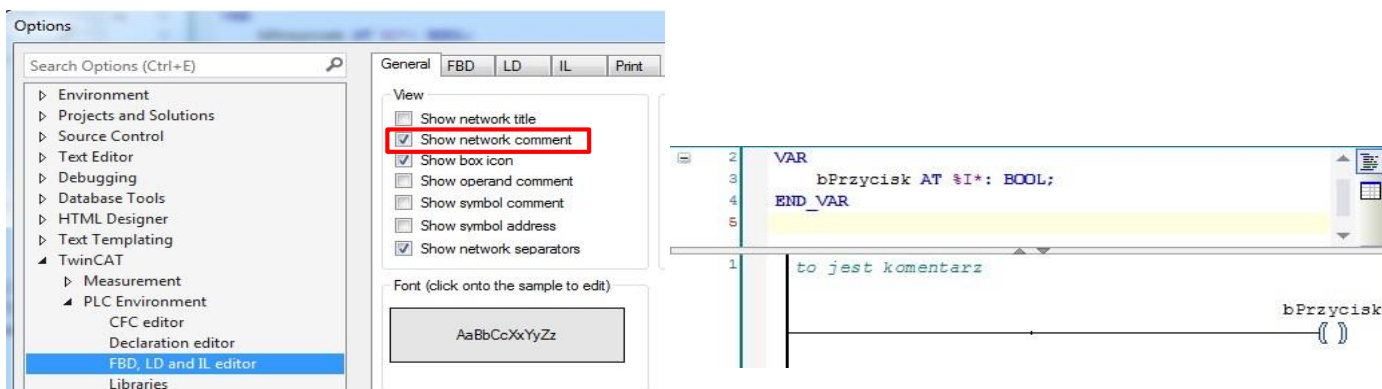 Options
Search Options (Ctrl+E)
Environment
Projects and Solutions
Source Control
Text Editor
Debugging
Database Tools
HTML Designer
Text Templating
TwinCAT
Measurement
PLC Environment
CFC editor
Declaration editor
FBD, LD and IL editor
Libraries
General FBD LD IL Print
View
Show network title
Show network comment
Show box icon
Show operand comment
Show symbol comment
Show symbol address
Show network separators
Font (click onto the sample to edit)
AaBbCcXxYyZz
2 VAR
3 bPrzycisk AT %I*: BOOL;
4 END_VAR
5
1 to jest komentarz
bPrzycisk